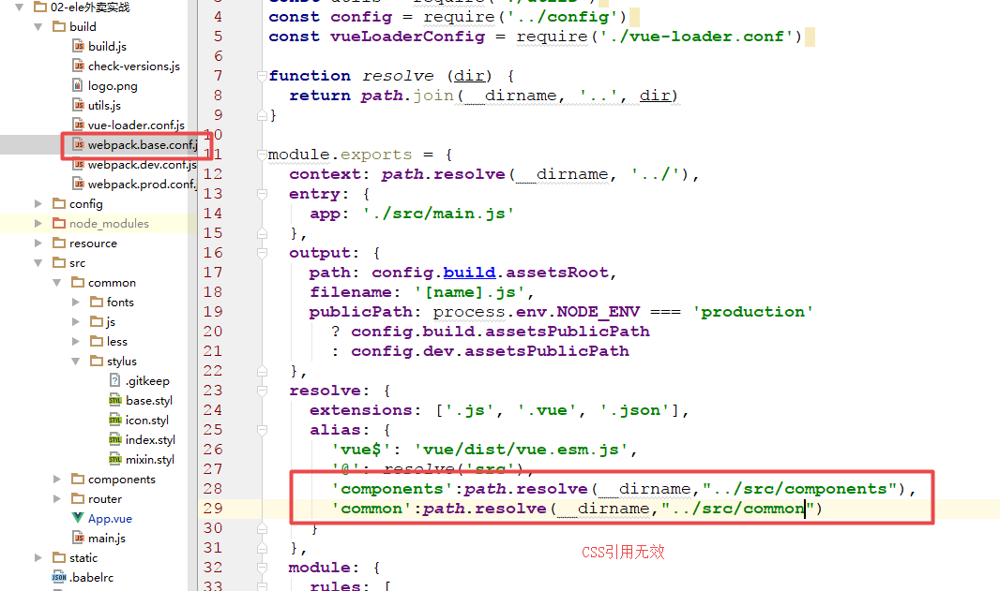 02-ele外卖实战
build
build.js
check-versions.js
logo.png
utils.js
vue-loader.conf.js
webpack.base.conf.j
webpack.dev.conf.js
webpack.prod.conf.
config
node_modules
resource
src
common
fonts
js
less
stylus
.gitkeep
base.styl
icon.styl
index.styl
mixin.styl
components
router
App.vue
main.js
static
.babelrc
4 const config = require('../config')
5 const vueLoaderConfig = require('./vue-loader.conf')
6
7 function resolve (dir) {
8 return path.join(__dirname, '..', dir)
9 }
10
11 module.exports = {
12 context: path.resolve(__dirname, '../'),
13 entry: {
14 app: './src/main.js'
15 },
16 output: {
17 path: config.build.assetsRoot,
18 filename: '[name].js',
19 publicPath: process.env.NODE_ENV === 'production'
20 ? config.build.assetsPublicPath
21 : config.dev.assetsPublicPath
22 },
23 resolve: {
24 extensions: ['.js', '.vue', '.json'],
25 alias: {
26 'vue$': 'vue/dist/vue.esm.js',
27 '@': resolve('src'),
28 'components':path.resolve(__dirname,"../src/components"),
29 'common':path.resolve(__dirname,"../src/common")
30 }
31 },
CSS引用无效
32 module: {
33 rules: [